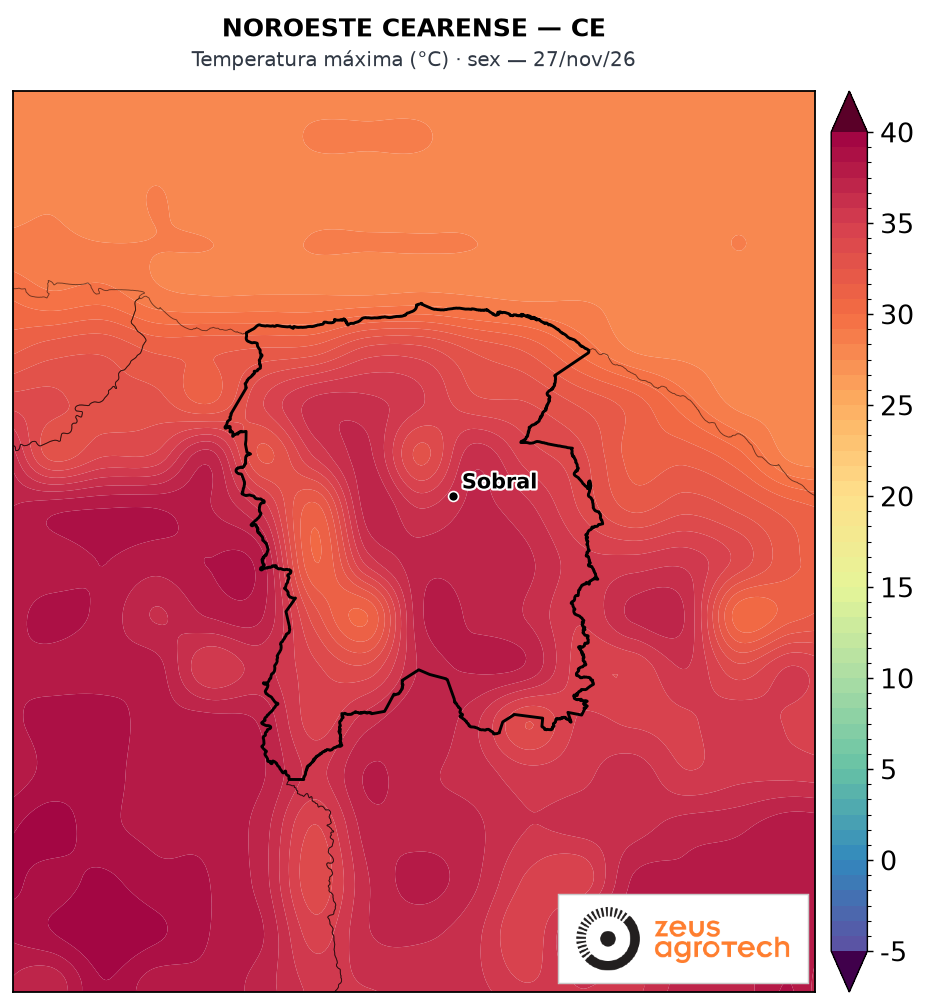 NOROESTE CEARENSE — CE
Temperatura máxima (°C) · sex — 27/nov/26
40
35
30
25
20
15
10
5
0
-5
Sobral
zeus
agrotech